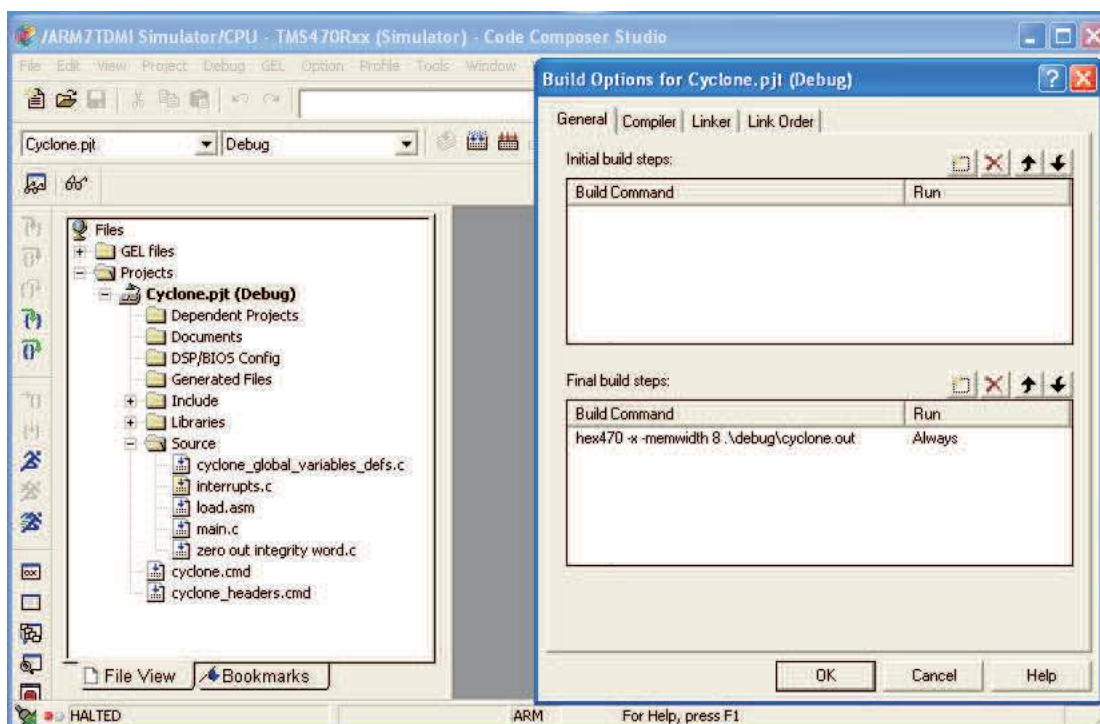 /ARM7TDMI Simulator/CPU - TMS470Rxx (Simulator) - Code Composer Studio
File Edit View Project Debug GEL Option Profile Tools Window
Cyclone.pjt Debug
Files
GEL files
Projects
Cyclone.pjt (Debug)
Dependent Projects
Documents
DSP/BIOS Config
Generated Files
Include
Libraries
Source
cyclone_global_variables_defs.c
interrupts.c
load.asm
main.c
zero out integrity word.c
cyclone.cmd
cyclone_headers.cmd
File View Bookmarks
HALTED ARM For Help, press F1
Build Options for Cyclone.pjt (Debug)
General Compiler Linker Link Order
Initial build steps:
Build Command Run
Final build steps:
Build Command Run
hex470 -x -memwidth 8 .\debug\cyclone.out Always
OK Cancel Help